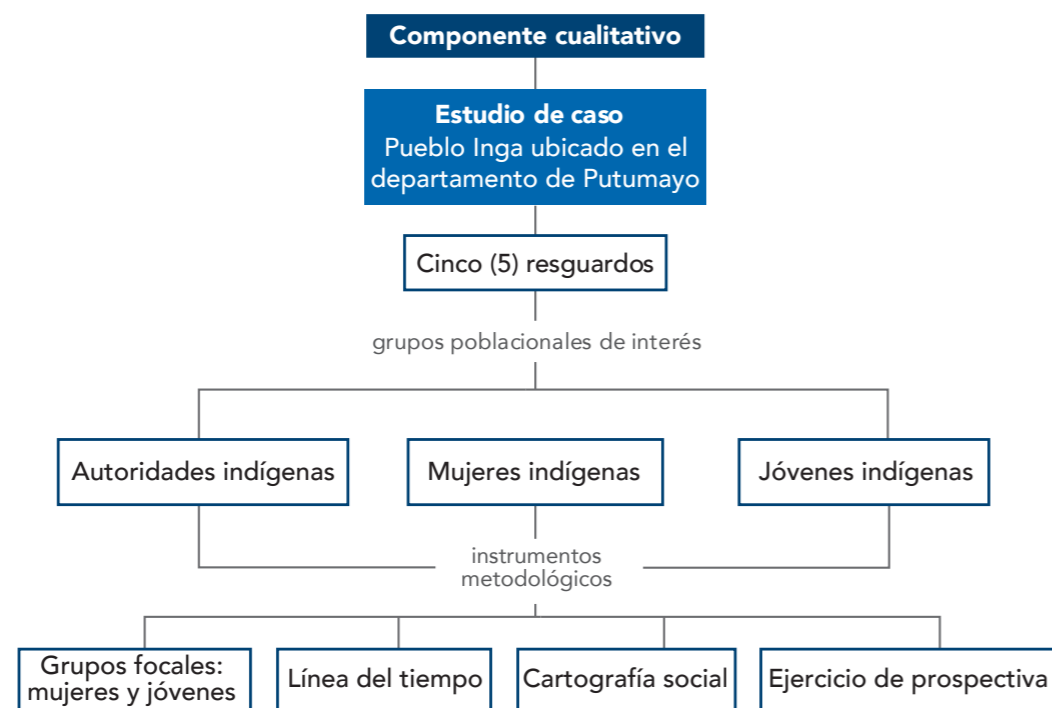 Componente cualitativo
Estudio de caso
Pueblo Inga ubicado en el
departamento de Putumayo
Cinco (5) resguardos
grupos poblacionales de interés
Autoridades indígenas
Mujeres indígenas
Jóvenes indígenas
instrumentos
metodológicos
Grupos focales:
mujeres y jóvenes
Línea del tiempo
Cartografía social
Ejercicio de prospectiva